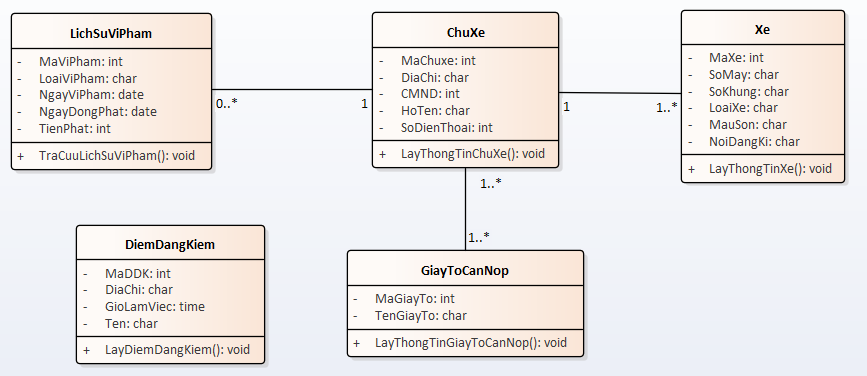 LichSuViPham
- MaViPham: int
- LoaiViPham: char
- NgayViPham: date
- NgayDongPhat: date
- TienPhat: int
+ TraCuuLichSuViPham(): void
0..*
1
ChuXe
- MaChuxe: int
- DiaChi: char
- CMND: int
- HoTen: char
- SoDienThoai: int
+ LayThongTinChuXe(): void
1
1..*
Xe
- MaXe: int
- SoMay: char
- SoKhung: char
- LoaiXe: char
- MauSon: char
- NoiDangKi: char
+ LayThongTinXe(): void
1..*
1..*
DiemDangKiem
- MaDDK: int
- DiaChi: char
- GioLamViec: time
- Ten: char
+ LayDiemDangKiem(): void
GiayToCanNop
- MaGiayTo: int
- TenGiayTo: char
+ LayThongTinGiayToCanNop(): void